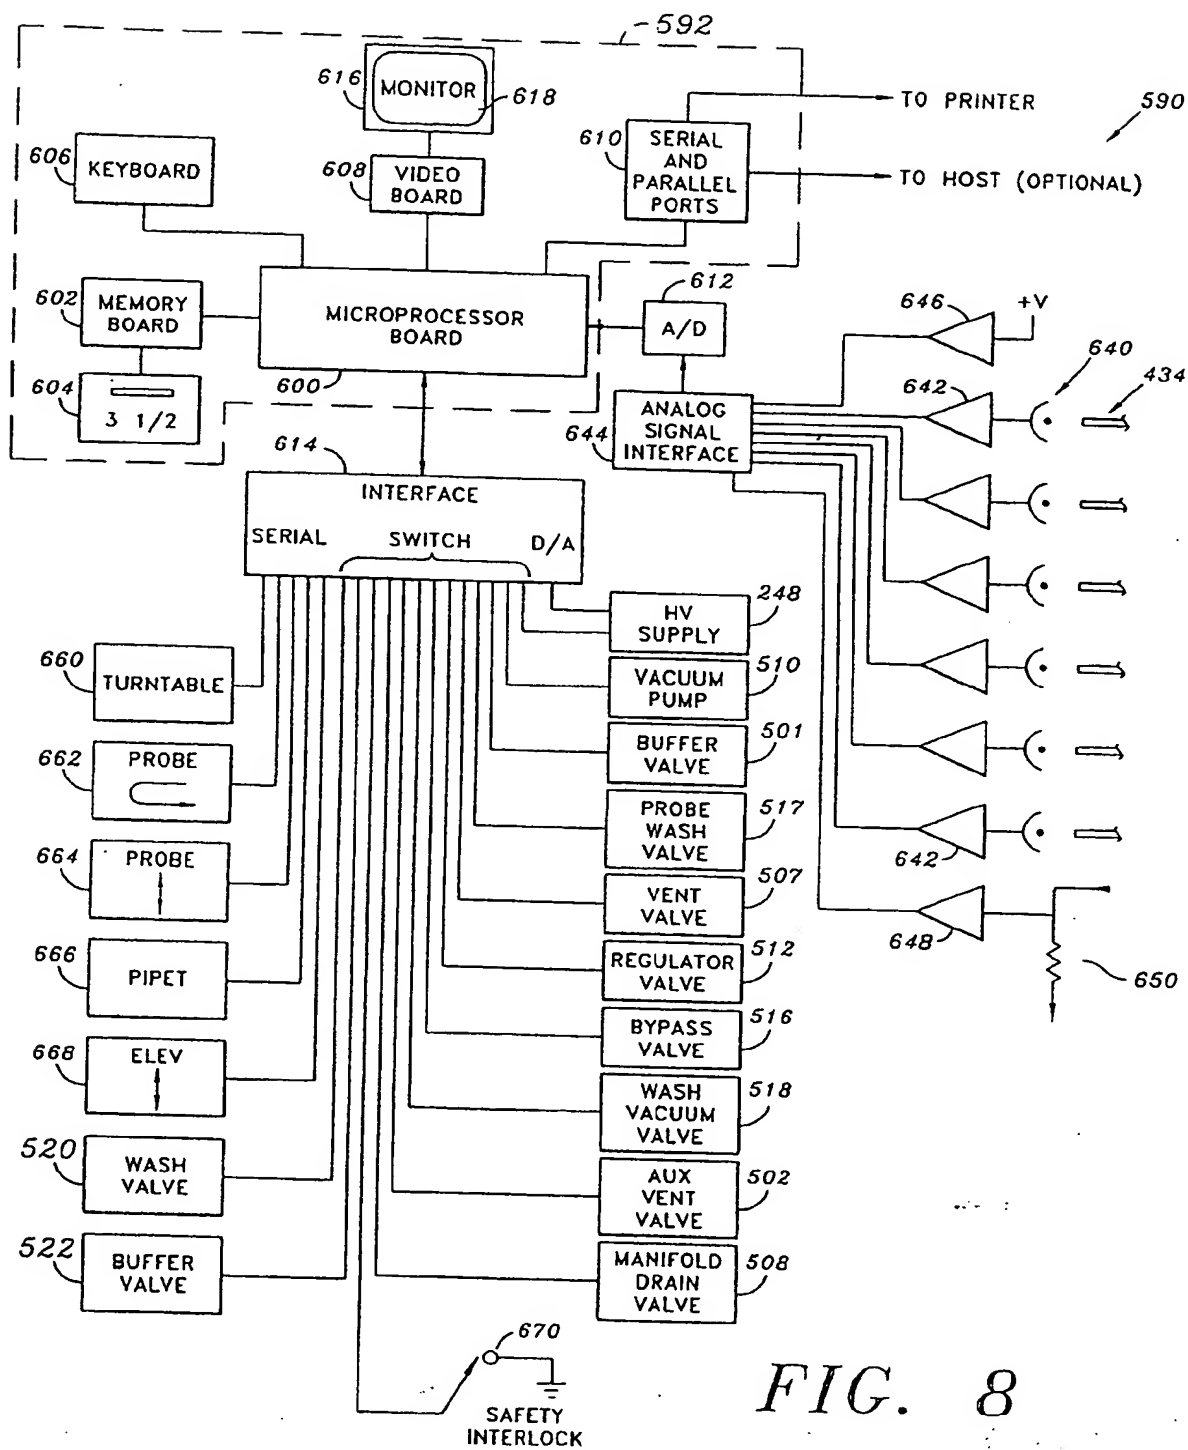 592
616
MONITOR
618
TO PRINTER
590
606
KEYBOARD
608
VIDEO
BOARD
610
SERIAL
AND
PARALLEL
PORTS
TO HOST (OPTIONAL)
602
MEMORY
BOARD
MICROPROCESSOR
BOARD
600
612
A/D
646
+V
640
434
604
3 1/2
642
644
ANALOG
SIGNAL
INTERFACE
614
INTERFACE
SERIAL
SWITCH
D/A
248
HV
SUPPLY
660
TURNTABLE
510
VACUUM
PUMP
662
PROBE
501
BUFFER
VALVE
664
PROBE
517
PROBE
WASH
VALVE
642
507
VENT
VALVE
648
650
666
PIPET
512
REGULATOR
VALVE
516
BYPASS
VALVE
668
ELEV
518
WASH
VACUUM
VALVE
520
WASH
VALVE
502
AUX
VENT
VALVE
522
BUFFER
VALVE
508
MANIFOLD
DRAIN
VALVE
670
SAFETY
INTERLOCK
FIG. 8